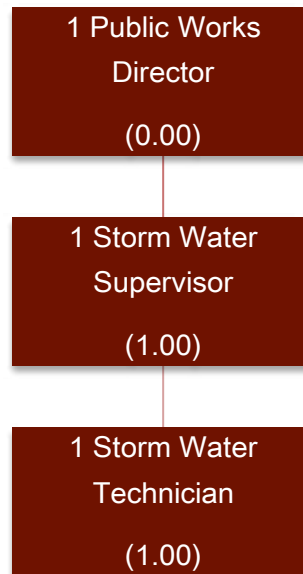 1 Public Works
Director
(0.00)
1 Storm Water
Supervisor
(1.00)
1 Storm Water
Technician
(1.00)